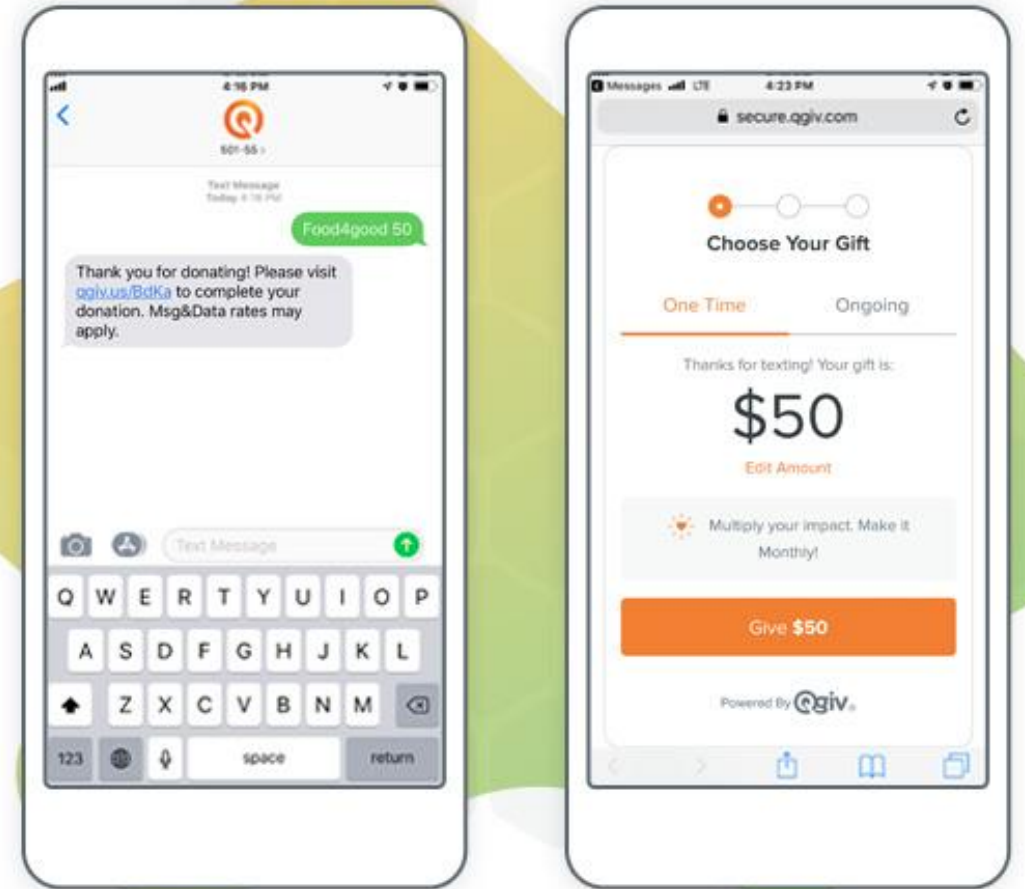 4:16 PM
501-55 >
Text Message
Today 4:16 PM
Food4good 50
Thank you for donating! Please visit
qgiv.us/BdKa to complete your
donation. Msg&Data rates may
apply.
Text Message
Q W E R T Y U I O P
A S D F G H J K L
Z X C V B N M
123 space return
Messages LTE 4:23 PM
secure.qgiv.com
Choose Your Gift
One Time Ongoing
Thanks for texting! Your gift is:
$50
Edit Amount
Multiply your impact. Make it
Monthly!
Give $50
Powered By Qgiv